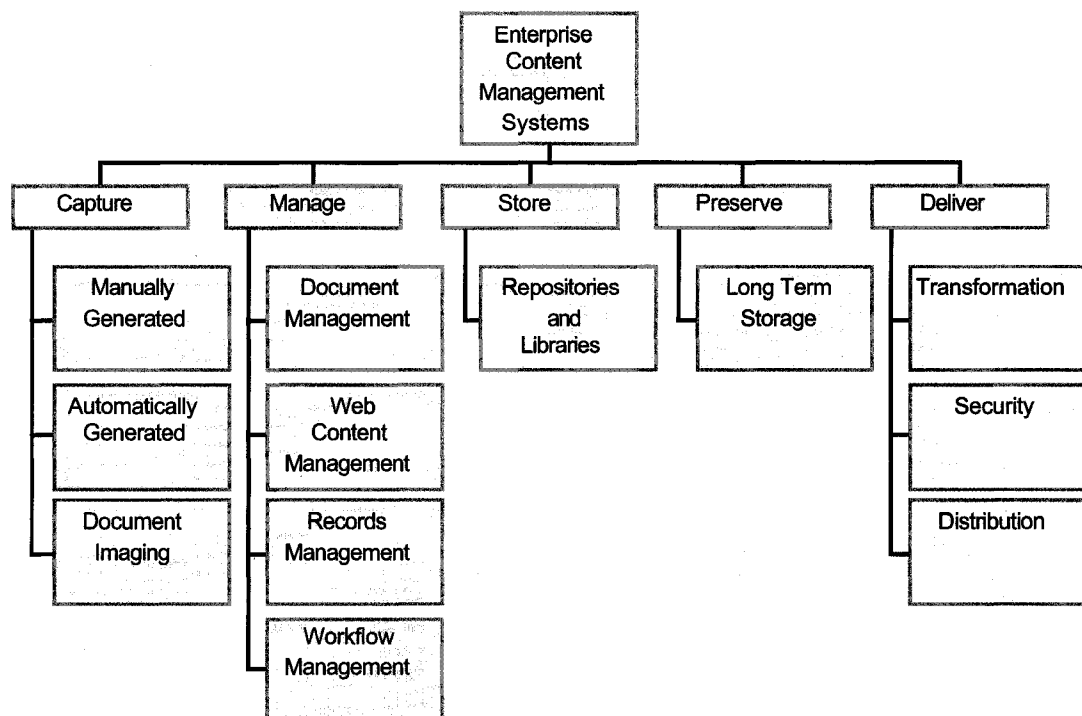 Enterprise
Content
Management
Systems
Capture
Manage
Store
Preserve
Deliver
Manually
Generated
Automatically
Generated
Document
Imaging
Document
Management
Web
Content
Management
Records
Management
Workflow
Management
Repositories
and
Libraries
Long Term
Storage
Transformation
Security
Distribution